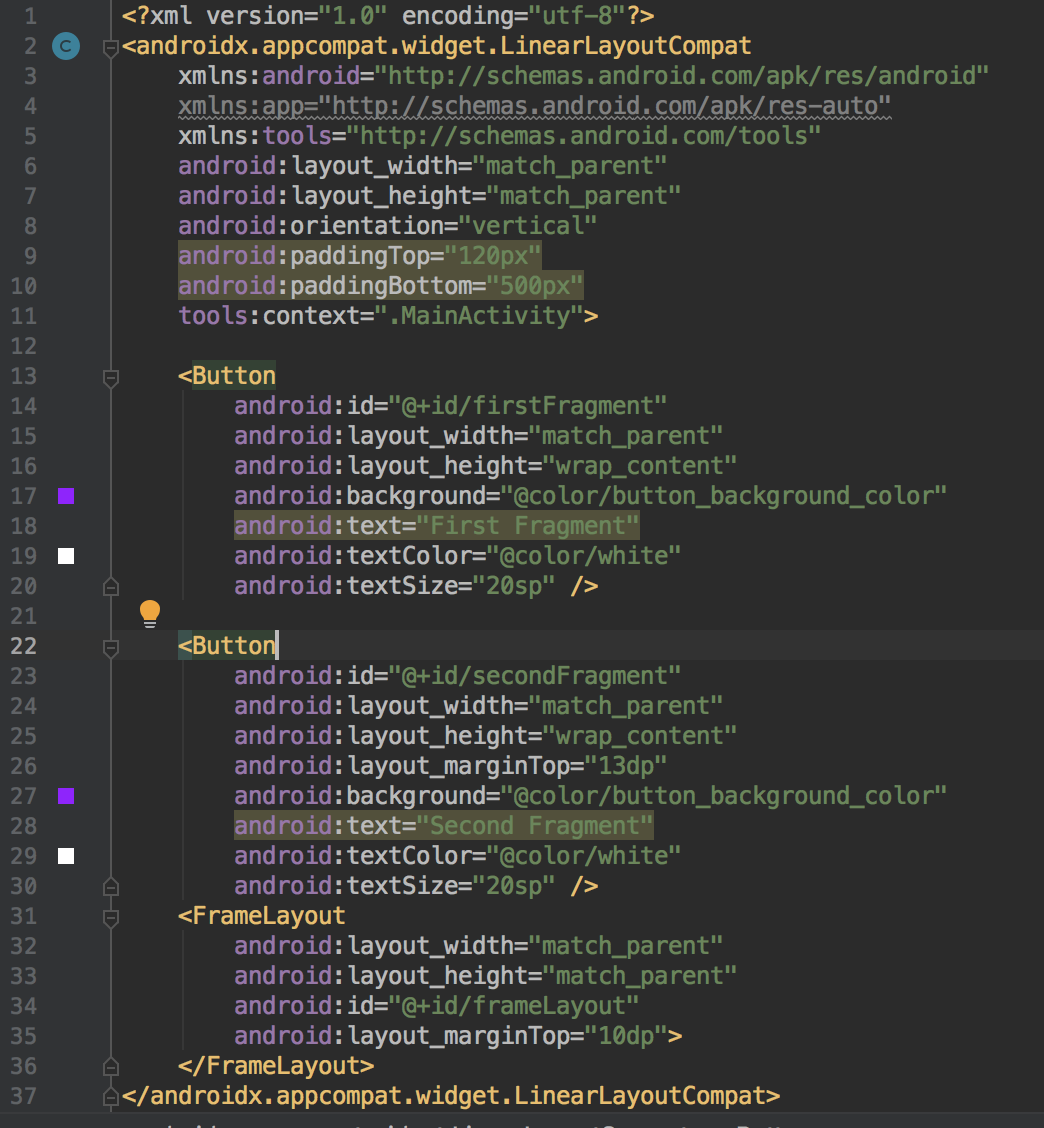 1 <?xml version="1.0" encoding="utf-8"?>
2 <androidx.appcompat.widget.LinearLayoutCompat
3     xmlns:android="http://schemas.android.com/apk/res/android"
4     xmlns:app="http://schemas.android.com/apk/res-auto"
5     xmlns:tools="http://schemas.android.com/tools"
6     android:layout_width="match_parent"
7     android:layout_height="match_parent"
8     android:orientation="vertical"
9     android:paddingTop="120px"
10     android:paddingBottom="500px"
11     tools:context=".MainActivity">
12
13     <Button
14         android:id="@+id/firstFragment"
15         android:layout_width="match_parent"
16         android:layout_height="wrap_content"
17         android:background="@color/button_background_color"
18         android:text="First Fragment"
19         android:textColor="@color/white"
20         android:textSize="20sp" />
21
22     <Button
23         android:id="@+id/secondFragment"
24         android:layout_width="match_parent"
25         android:layout_height="wrap_content"
26         android:layout_marginTop="13dp"
27         android:background="@color/button_background_color"
28         android:text="Second Fragment"
29         android:textColor="@color/white"
30         android:textSize="20sp" />
31     <FrameLayout
32         android:layout_width="match_parent"
33         android:layout_height="match_parent"
34         android:id="@+id/frameLayout"
35         android:layout_marginTop="10dp">
36     </FrameLayout>
37 </androidx.appcompat.widget.LinearLayoutCompat>